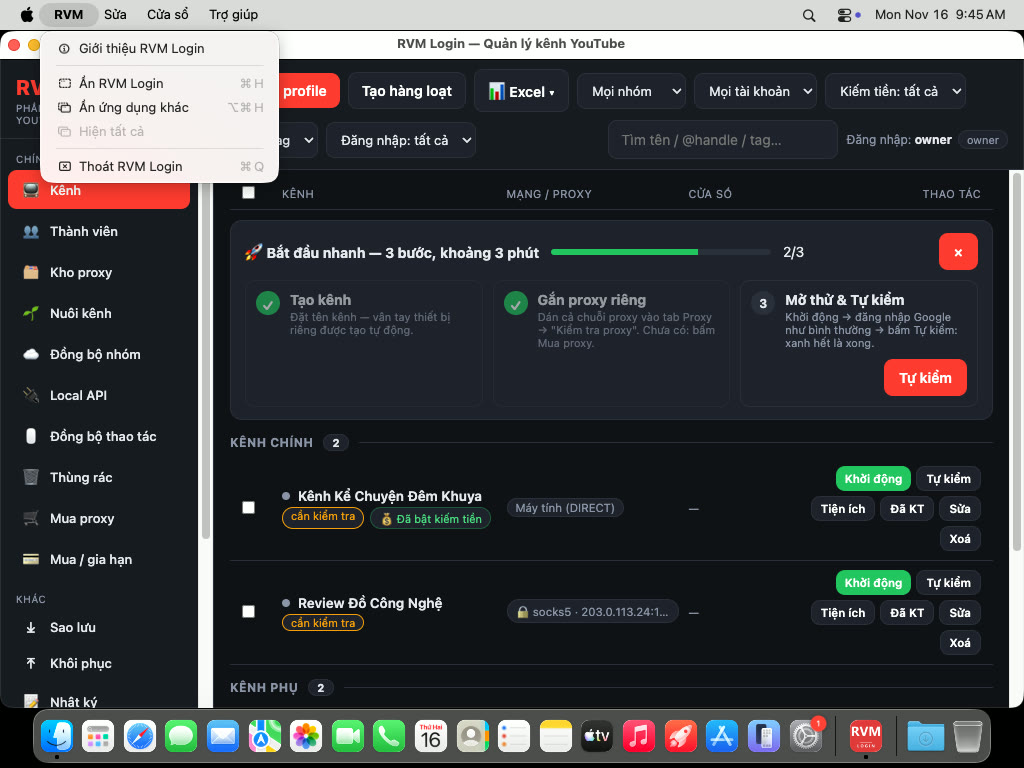 RVM Sửa Cửa sổ Trợ giúp Mon Nov 16 9:45 AM
RVM Login — Quản lý kênh YouTube
Giới thiệu RVM Login
Ẩn RVM Login ⌘H
Ẩn ứng dụng khác ⌥⌘H
Hiện tất cả
Thoát RVM Login ⌘Q
profile Tạo hàng loạt 📊 Excel ▾ Mọi nhóm Mọi tài khoản Kiếm tiền: tất cả
Đăng nhập: tất cả Tìm tên / @handle / tag... Đăng nhập: owner owner
Kênh
Thành viên
Kho proxy
Nuôi kênh
Đồng bộ nhóm
Local API
Đồng bộ thao tác
Thùng rác
Mua proxy
Mua / gia hạn
KHÁC
Sao lưu
Khôi phục
Nhật ký
KÊNH MẠNG / PROXY CỬA SỔ THAO TÁC
🚀 Bắt đầu nhanh — 3 bước, khoảng 3 phút 2/3 ×
✓ Tạo kênh
Đặt tên kênh — vân tay thiết bị
riêng được tạo tự động.
✓ Gắn proxy riêng
Dán cả chuỗi proxy vào tab Proxy
→ "Kiểm tra proxy". Chưa có: bấm
Mua proxy.
3 Mở thử & Tự kiểm
Khởi động → đăng nhập Google
như bình thường → bấm Tự kiểm:
xanh hết là xong.
Tự kiểm
KÊNH CHÍNH 2
Kênh Kể Chuyện Đêm Khuya
cần kiểm tra 💰 Đã bật kiếm tiền
Máy tính (DIRECT)
—
Khởi động Tự kiểm
Tiện ích Đã KT Sửa
Xoá
Review Đồ Công Nghệ
cần kiểm tra
🔒 socks5 · 203.0.113.24:1...
—
Khởi động Tự kiểm
Tiện ích Đã KT Sửa
Xoá
KÊNH PHỤ 2
Thứ Hai
16
tv
1
RVM
LOGIN